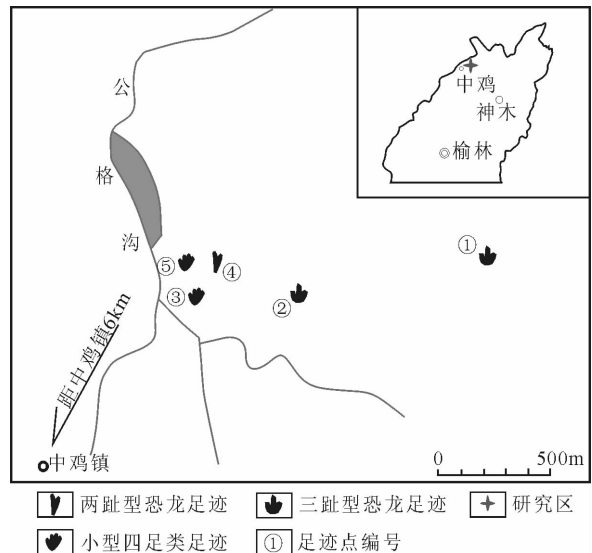 公
格
沟
中鸡
神木
榆林
①
⑤
④
③
②
距中鸡镇6km
中鸡镇
0 500m
两趾型恐龙足迹 三趾型恐龙足迹 研究区
小型四足类足迹 ① 足迹点编号